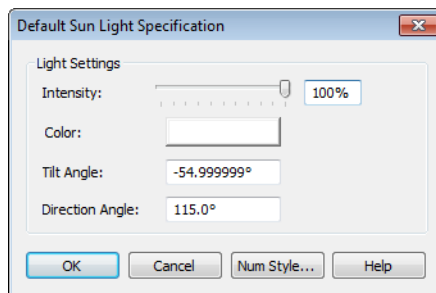 Default Sun Light Specification
Light Settings
Intensity: 100%
Color:
Tilt Angle: -54.999999°
Direction Angle: 115.0°
OK Cancel Num Style... Help